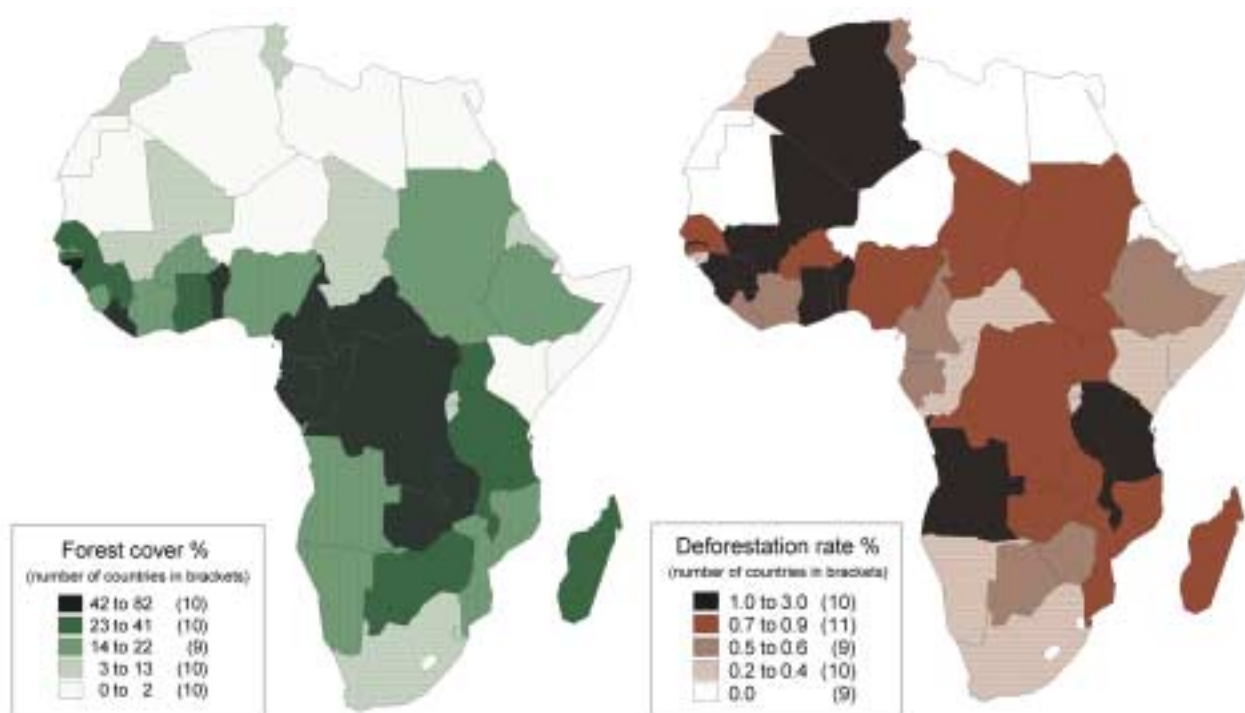 Forest cover %
(number of countries in brackets)
42 to 82 (10)
23 to 41 (10)
14 to 22 (9)
3 to 13 (10)
0 to 2 (10)
Deforestation rate %
(number of countries in brackets)
1.0 to 3.0 (10)
0.7 to 0.9 (11)
0.5 to 0.6 (9)
0.2 to 0.4 (10)
0.0 (9)